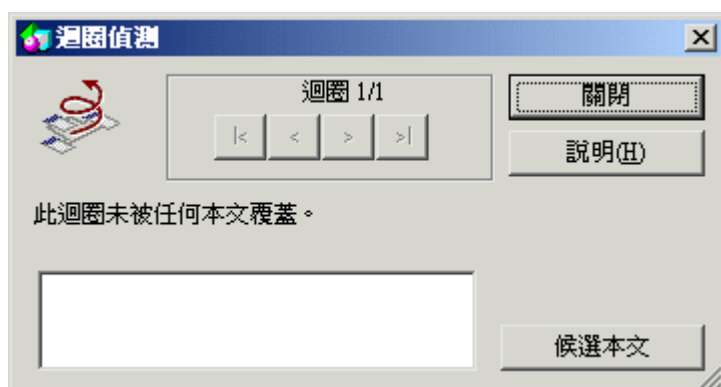 迴圈偵測
迴圈 1/1
|< < > >|
關閉
說明(H)
此迴圈未被任何本文覆蓋。
候選本文